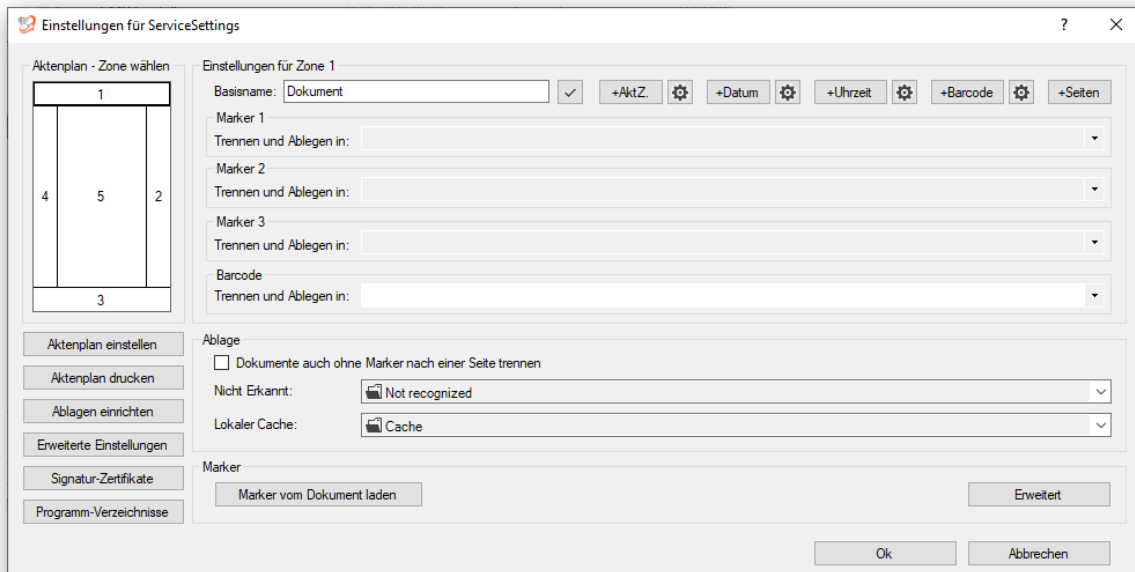 Einstellungen für ServiceSettings
Aktenplan - Zone wählen
1
4 5 2
3
Aktenplan einstellen
Aktenplan drucken
Ablagen einrichten
Erweiterte Einstellungen
Signatur-Zertifikate
Programm-Verzeichnisse
Einstellungen für Zone 1
Basisname: Dokument +AktZ. +Datum +Uhrzeit +Barcode +Seiten
Marker 1
Trennen und Ablegen in:
Marker 2
Trennen und Ablegen in:
Marker 3
Trennen und Ablegen in:
Barcode
Trennen und Ablegen in:
Ablage
Dokumente auch ohne Marker nach einer Seite trennen
Nicht Erkannt: Not recognized
Lokaler Cache: Cache
Marker
Marker vom Dokument laden Erweitert
Ok Abbrechen